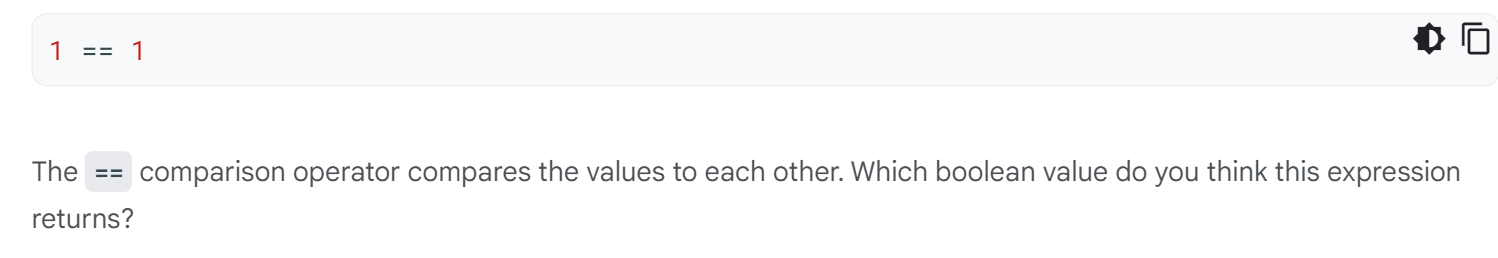 1 == 1
The == comparison operator compares the values to each other. Which boolean value do you think this expression
returns?